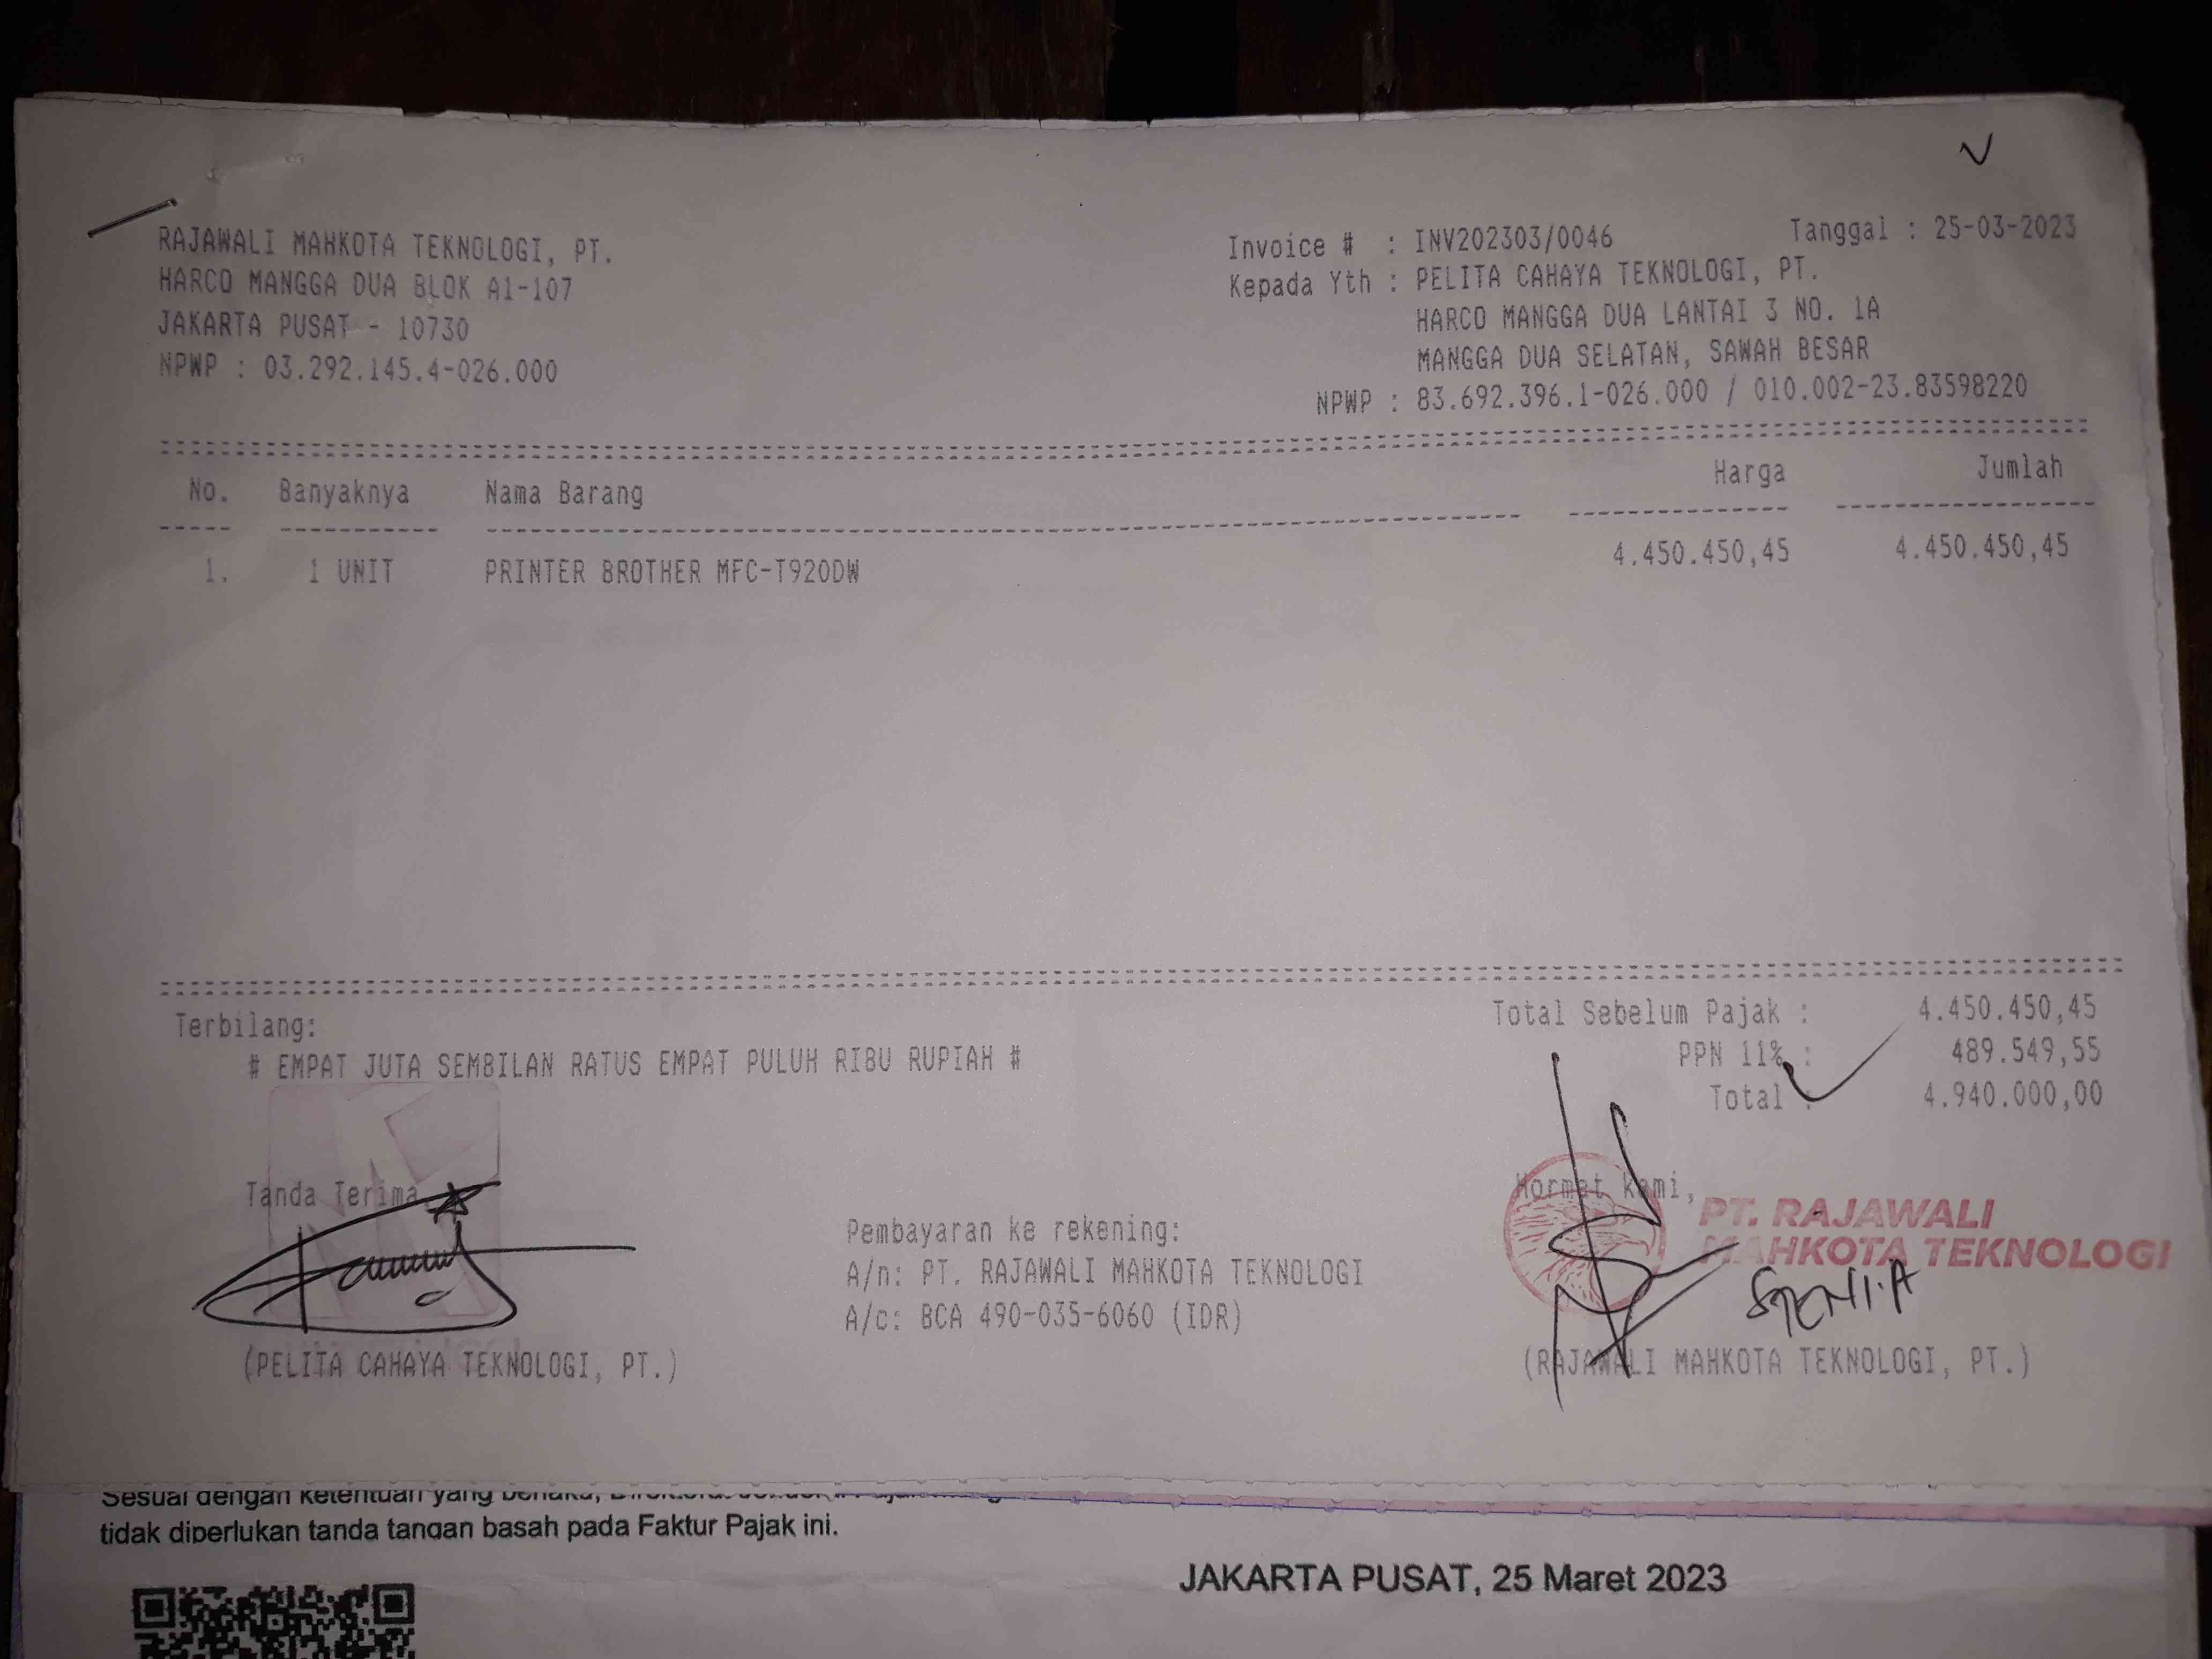 RAJAWALI MAHKOTA TEKNOLOGI, PT.
HARCO MANGGA DUA BLOK A1-107
JAKARTA PUSAT - 10730
NPWP : 03.292.145.4-026.000
Invoice # : INV202303/0046 Tanggal : 25-03-2023
Kepada Yth : PELITA CAHAYA TEKNOLOGI, PT.
HARCO MANGGA DUA LANTAI 3 NO. 1A
MANGGA DUA SELATAN, SAWAH BESAR
NPWP : 83.692.396.1-026.000 / 010.002-23.83598220
No. Banyaknya Nama Barang Harga Jumlah
1. 1 UNIT PRINTER BROTHER MFC-T920DW 4.450.450,45 4.450.450,45
Terbilang:
# EMPAT JUTA SEMBILAN RATUS EMPAT PULUH RIBU RUPIAH #
Total Sebelum Pajak : 4.450.450,45
PPN 11% : 489.549,55
Total : 4.940.000,00
Tanda Terima
(PELITA CAHAYA TEKNOLOGI, PT.)
Pembayaran ke rekening:
A/n: PT. RAJAWALI MAHKOTA TEKNOLOGI
A/c: BCA 490-035-6060 (IDR)
Hormat kami,
PT. RAJAWALI
MAHKOTA TEKNOLOGI
(RAJAWALI MAHKOTA TEKNOLOGI, PT.)
Sesuai dengan ketentuan yang
tidak diperlukan tanda tangan basah pada Faktur Pajak ini.
JAKARTA PUSAT, 25 Maret 2023